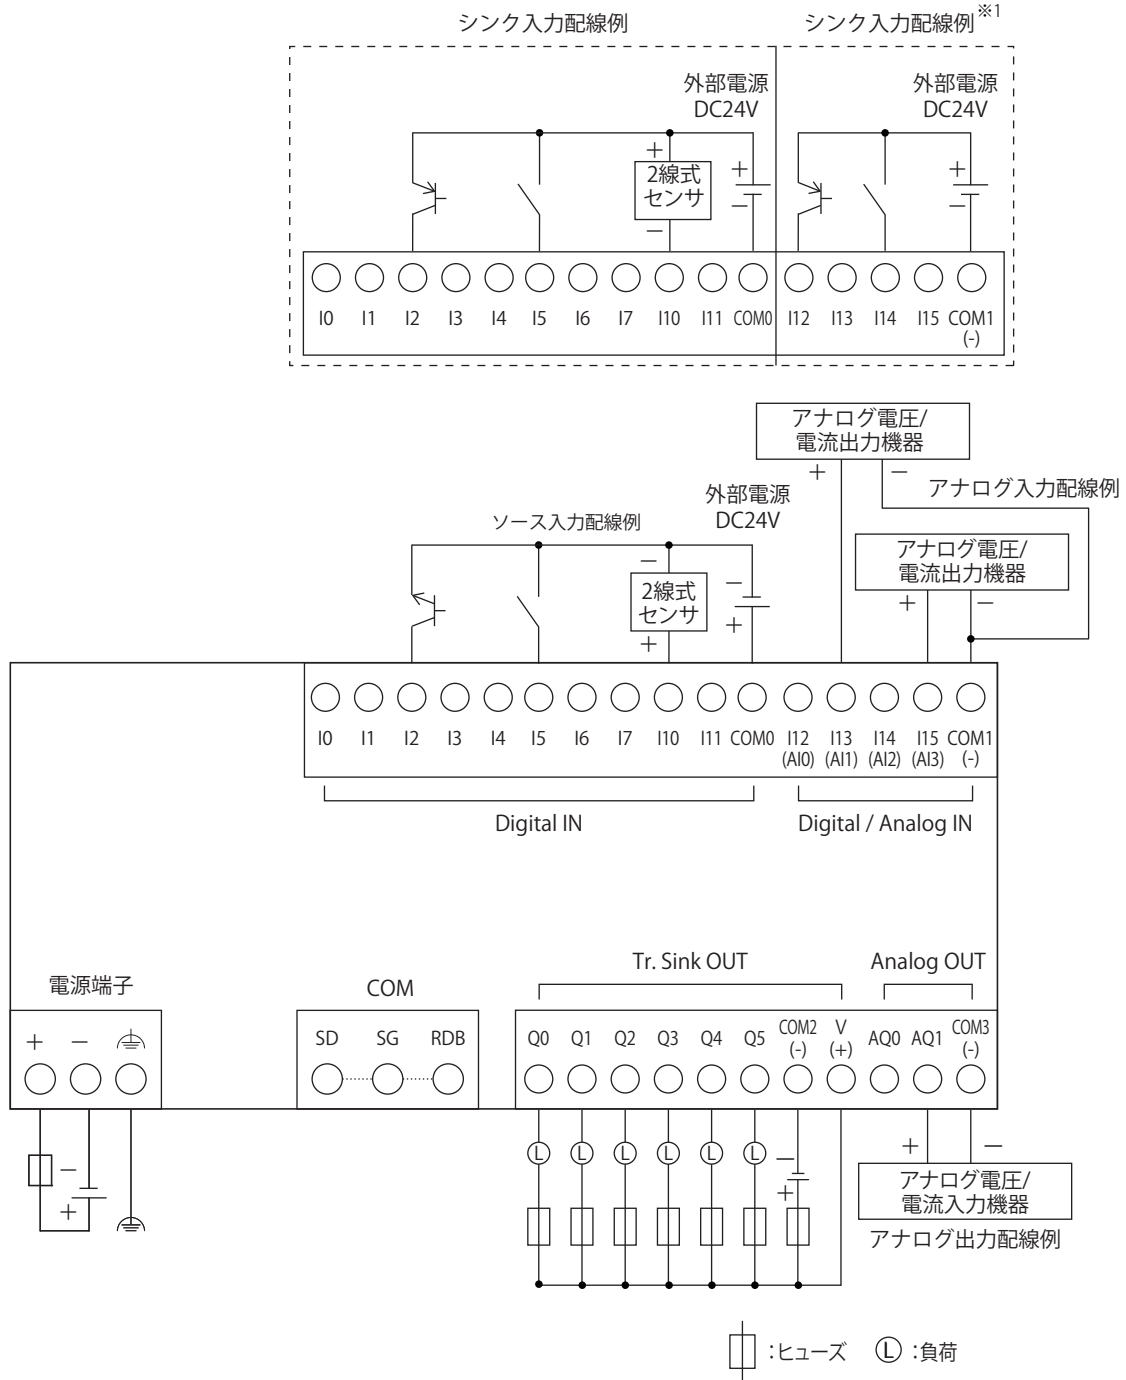 シンク入力配線例
シンク入力配線例※1
外部電源
DC24V
外部電源
DC24V
+
2線式
センサ
−
+
−
+
−
I0 I1 I2 I3 I4 I5 I6 I7 I10 I11 COM0 I12 I13 I14 I15 COM1
(-)
アナログ電圧/
電流出力機器
+ −
アナログ入力配線例
外部電源
DC24V
ソース入力配線例
アナログ電圧/
電流出力機器
+ −
−
2線式
センサ
+
−
+
I0 I1 I2 I3 I4 I5 I6 I7 I10 I11 COM0 I12 I13 I14 I15 COM1
(AI0) (AI1) (AI2) (AI3) (-)
Digital IN
Digital / Analog IN
Tr. Sink OUT
Analog OUT
電源端子
COM
+ −
SD SG RDB
Q0 Q1 Q2 Q3 Q4 Q5 COM2 V AQ0 AQ1 COM3
(-) (+) (-)
L L L L L L
−
+
−
+
+ −
アナログ電圧/
電流入力機器
アナログ出力配線例
:ヒューズ L :負荷